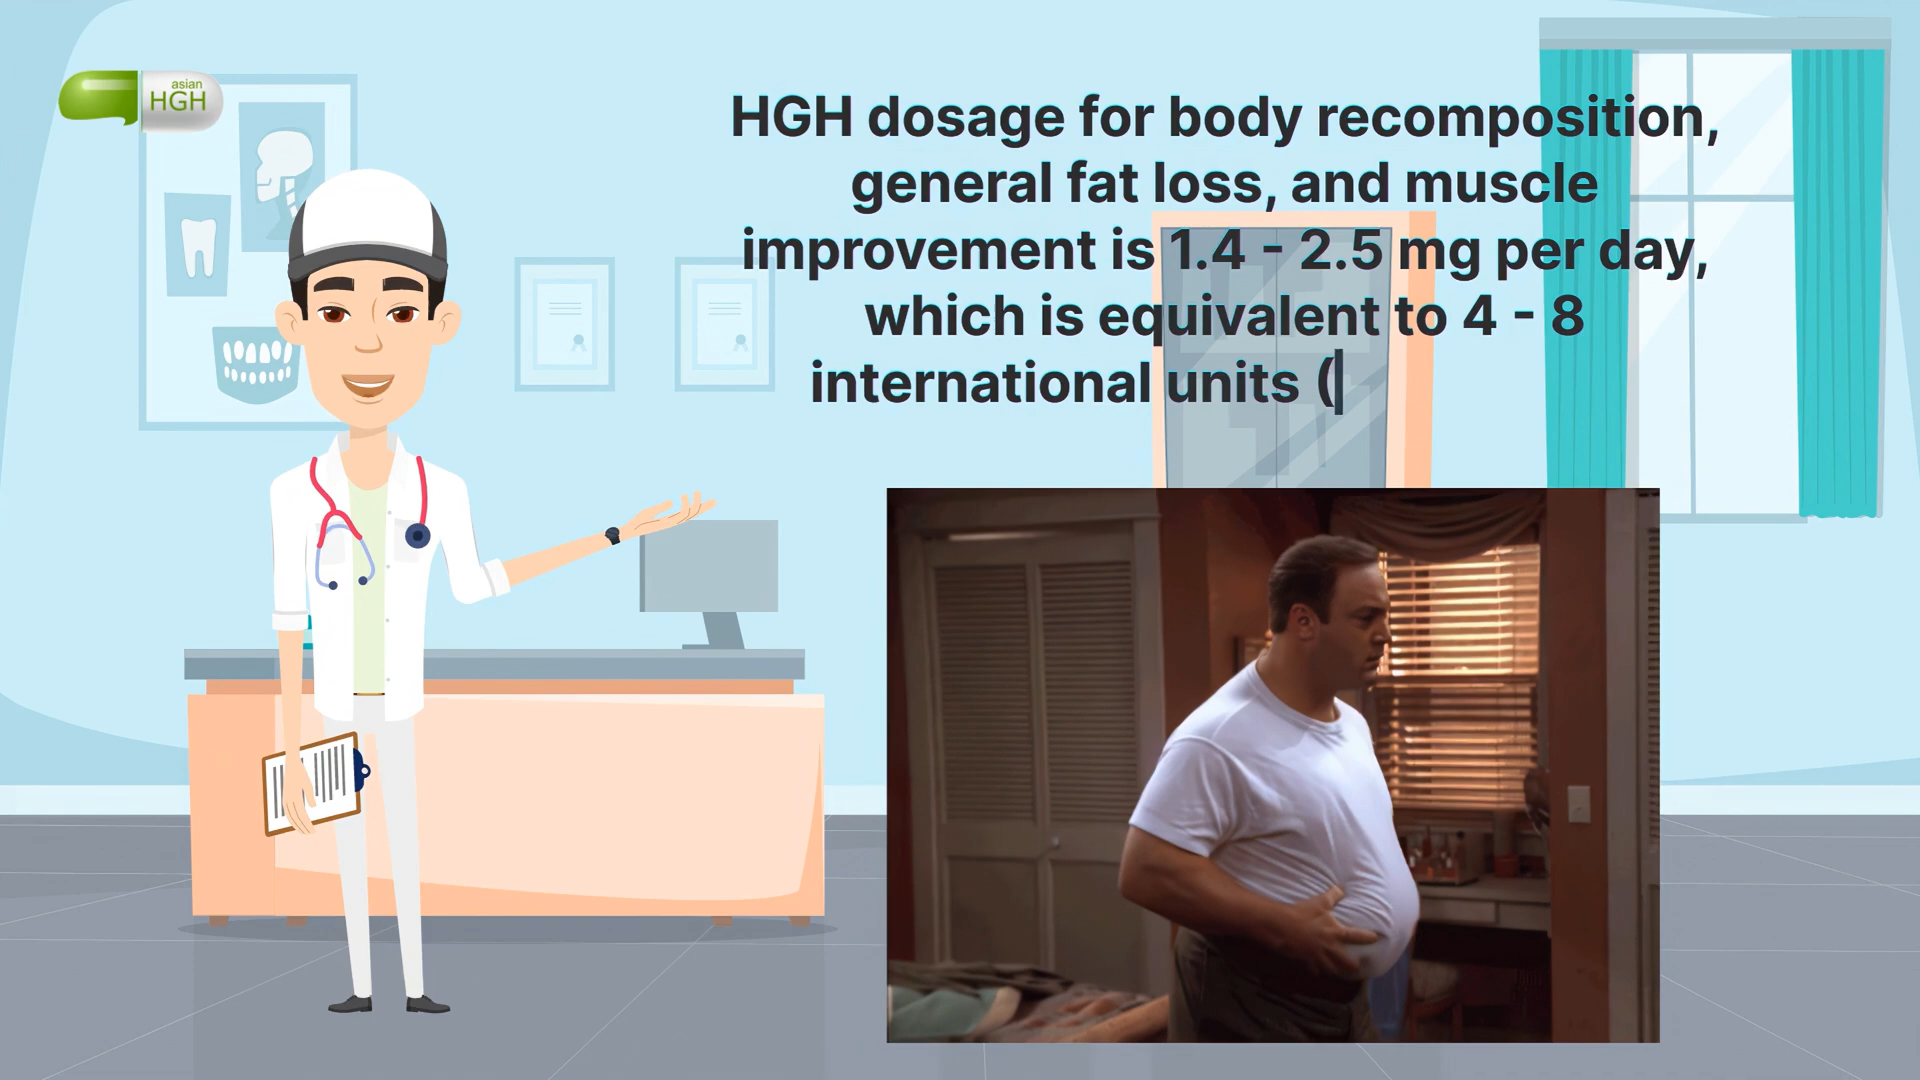 asian
HGH
HGH dosage for body recomposition,
general fat loss, and muscle
improvement is 1.4 - 2.5 mg per day,
which is equivalent to 4 - 8
international units (